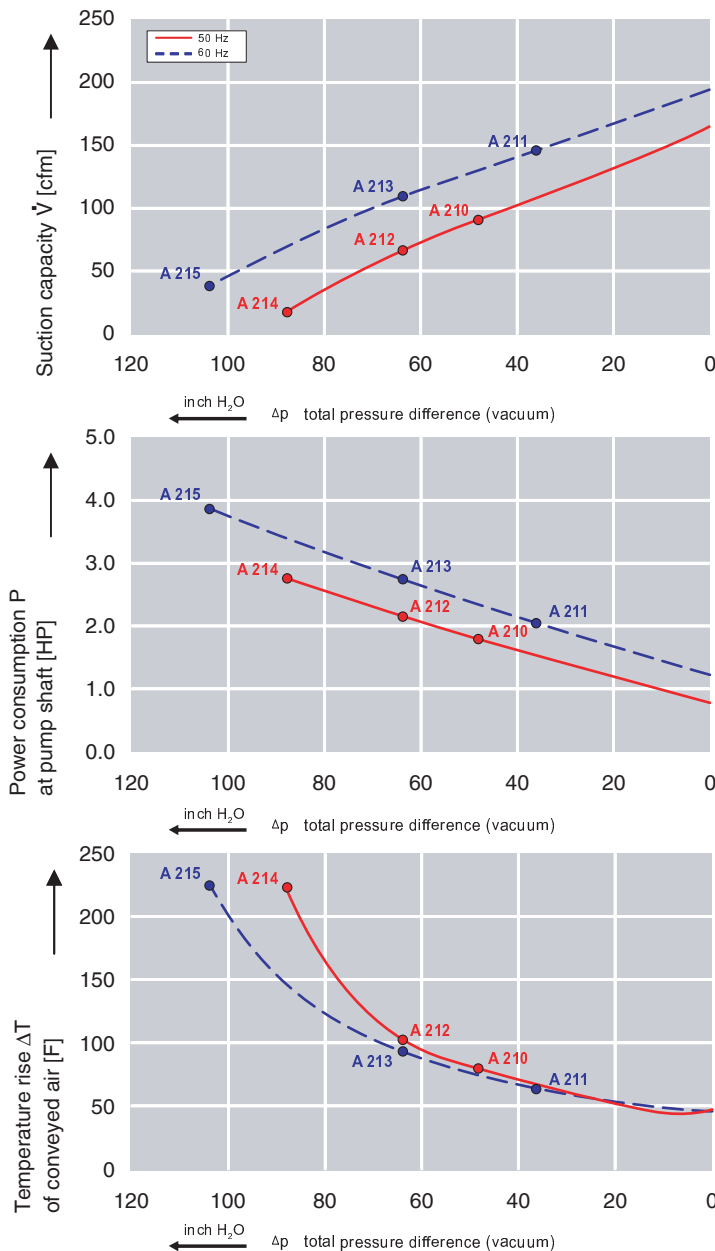 250
50 Hz
60 Hz
200
A 211
150
A 213
A 210
100
A 212
A 215
50
A 214
0
120 100 80 60 40 20 0
Suction capacity V̇ [cfm]
inch H₂O
Δp total pressure difference (vacuum)
5.0
A 215
4.0
A 214
A 213
3.0
A 212
A 211
2.0
A 210
1.0
0.0
120 100 80 60 40 20 0
Power consumption P
at pump shaft [HP]
inch H₂O
Δp total pressure difference (vacuum)
250
A 215
A 214
200
150
A 212
100
A 213
A 210
A 211
50
0
120 100 80 60 40 20 0
Temperature rise ΔT
of conveyed air [F]
inch H₂O
Δp total pressure difference (vacuum)